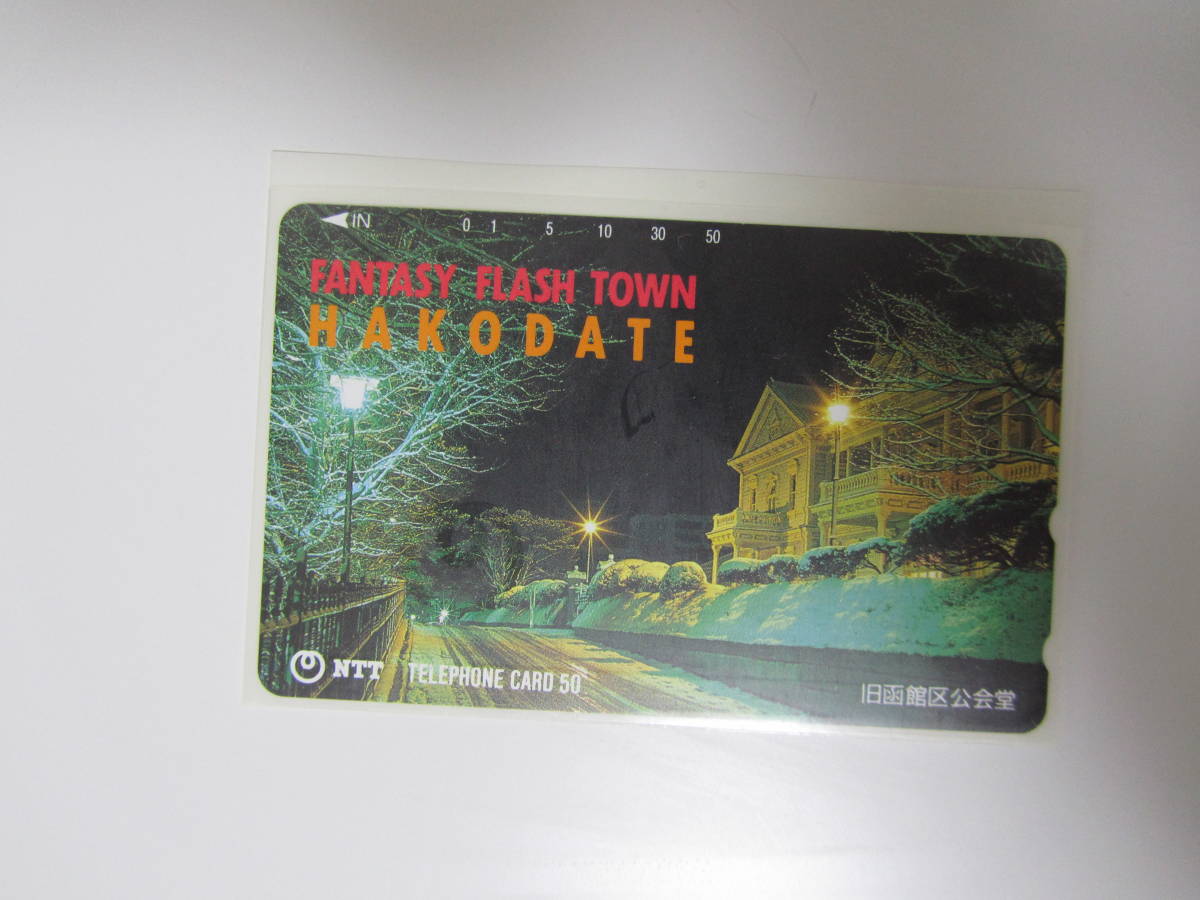 IN 0 1 5 10 30 50
FANTASY FLASH TOWN
HAKODATE
NTT TELEPHONE CARD 50
旧函館区公会堂